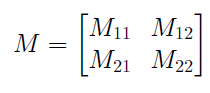 M = [ M₁₁ M₁₂
M₂₁ M₂₂ ]